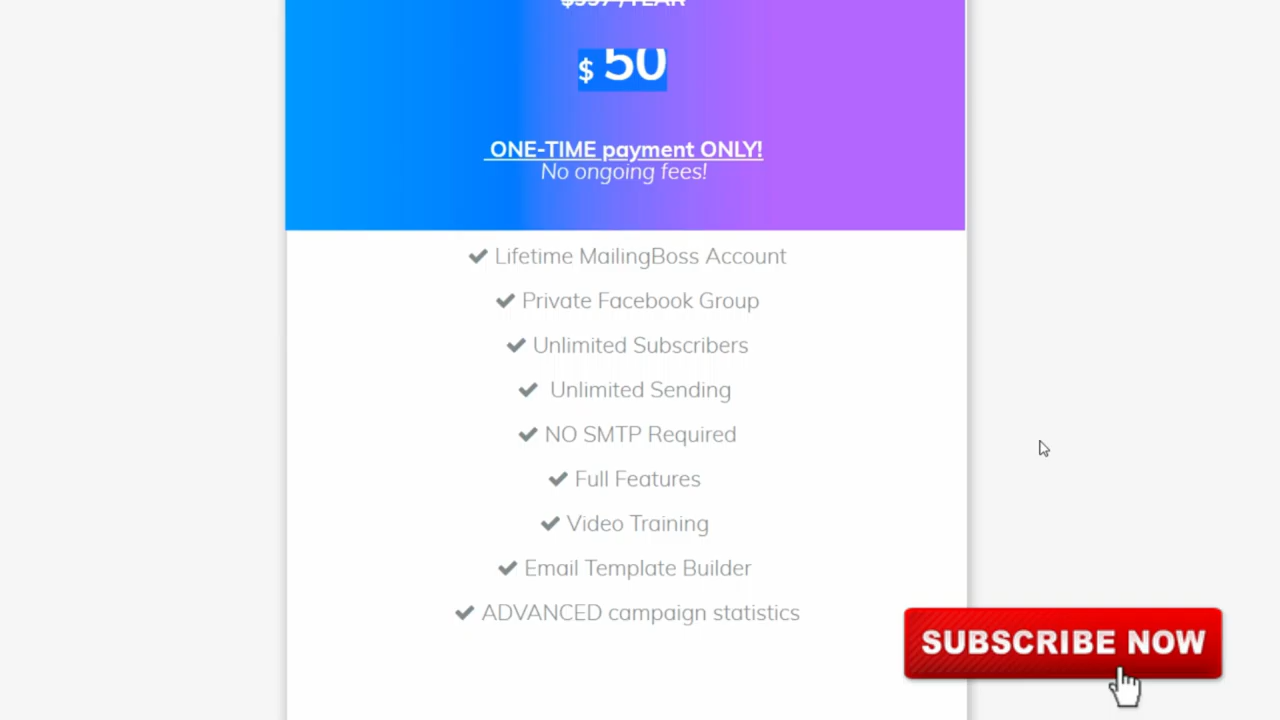 $ 50
ONE-TIME payment ONLY!
No ongoing fees!
Lifetime MailingBoss Account
Private Facebook Group
Unlimited Subscribers
Unlimited Sending
NO SMTP Required
Full Features
Video Training
Email Template Builder
ADVANCED campaign statistics
SUBSCRIBE NOW